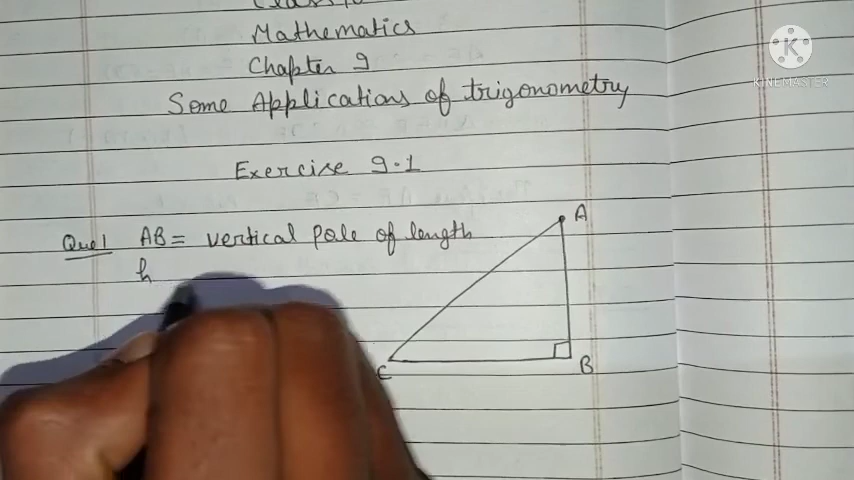 Mathematics
Chapter 9
Some Applications of trigonometry
Exercise 9.1
Que1 AB = vertical pole of length
h
A
B
C
K
KINEMASTER